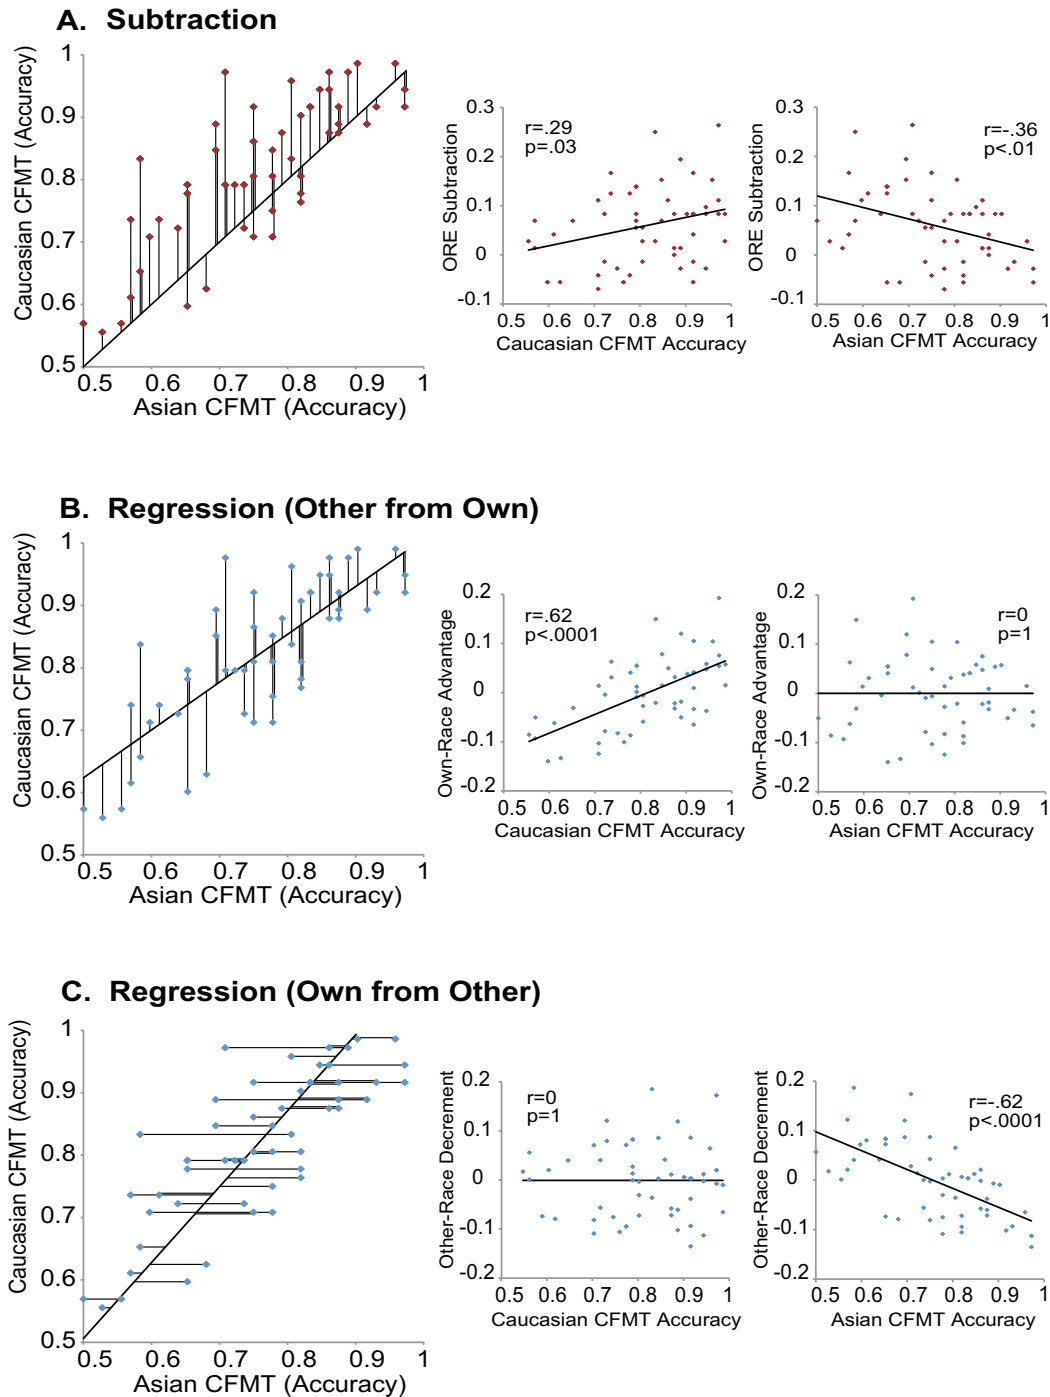 A. Subtraction
Caucasian CFMT (Accuracy)
1
0.9
0.8
0.7
0.6
0.5
0.5 0.6 0.7 0.8 0.9 1
Asian CFMT (Accuracy)
ORE Subtraction
0.3
0.2
0.1
0
-0.1
r=.29
p=.03
0.5 0.6 0.7 0.8 0.9 1
Caucasian CFMT Accuracy
ORE Subtraction
0.3
0.2
0.1
0
-0.1
r=-.36
p<.01
0.5 0.6 0.7 0.8 0.9 1
Asian CFMT Accuracy
B. Regression (Other from Own)
Caucasian CFMT (Accuracy)
1
0.9
0.8
0.7
0.6
0.5
0.5 0.6 0.7 0.8 0.9 1
Asian CFMT (Accuracy)
Own-Race Advantage
0.2
0.1
0
-0.1
-0.2
r=.62
p<.0001
0.5 0.6 0.7 0.8 0.9 1
Caucasian CFMT Accuracy
Own-Race Advantage
0.2
0.1
0
-0.1
-0.2
r=0
p=1
0.5 0.6 0.7 0.8 0.9 1
Asian CFMT Accuracy
C. Regression (Own from Other)
Caucasian CFMT (Accuracy)
1
0.9
0.8
0.7
0.6
0.5
0.5 0.6 0.7 0.8 0.9 1
Asian CFMT (Accuracy)
Other-Race Decrement
0.2
0.1
0
-0.1
-0.2
r=0
p=1
0.5 0.6 0.7 0.8 0.9 1
Caucasian CFMT Accuracy
Other-Race Decrement
0.2
0.1
0
-0.1
-0.2
r=-.62
p<.0001
0.5 0.6 0.7 0.8 0.9 1
Asian CFMT Accuracy